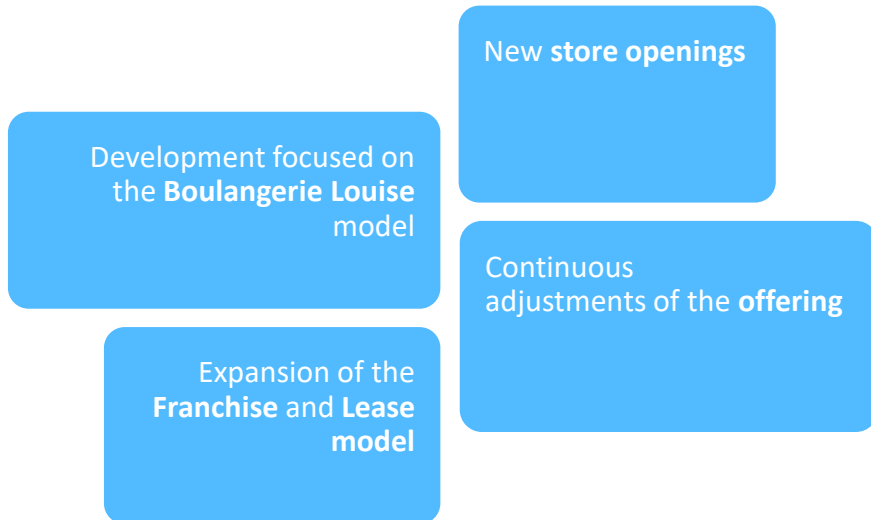 New store openings
Development focused on
the Boulangerie Louise
model
Continuous
adjustments of the offering
Expansion of the
Franchise and Lease
model